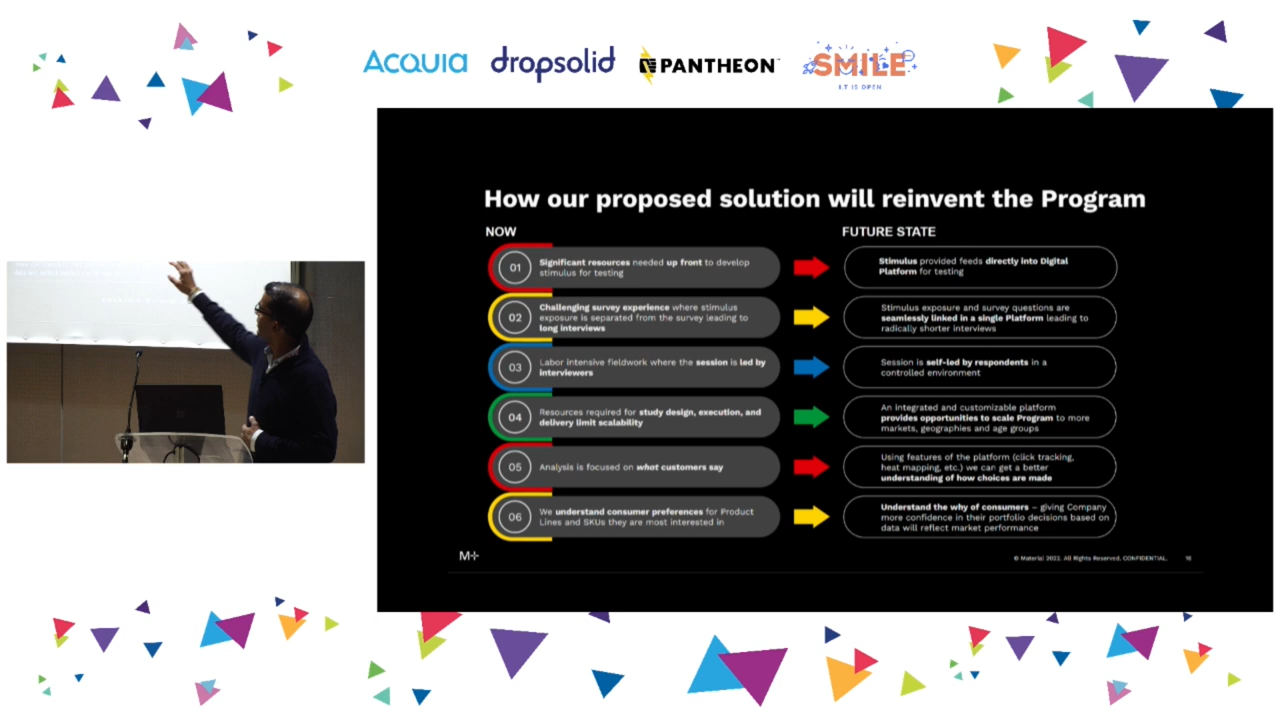 ACQUIA dropsolid PANTHEON SMILE
I.T IS OPEN
How our proposed solution will reinvent the Program
NOW
FUTURE STATE
01
Significant resources needed up front to develop
stimulus for testing
Stimulus provided feeds directly into Digital
Platform for testing
02
Challenging survey experience where stimulus
exposure is separated from the survey leading to
long interviews
Stimulus exposure and survey questions are
seamlessly linked in a single Platform leading to
radically shorter interviews
03
Labor intensive fieldwork where the session is led by
interviewers
Session is self-led by respondents in a
controlled environment
04
Resources required for study design, execution, and
delivery limit scalability
An integrated and customizable platform
provides opportunities to scale Program to more
markets, geographies and age groups
05
Analysis is focused on what customers say
Using features of the platform (click tracking,
heat mapping, etc.) we can get a better
understanding of how choices are made
06
We understand consumer preferences for Product
Lines and SKUs they are most interested in
Understand the why of consumers – giving Company
more confidence in their portfolio decisions based on
data will reflect market performance
M+
© Material 2022. All Rights Reserved. CONFIDENTIAL. 16